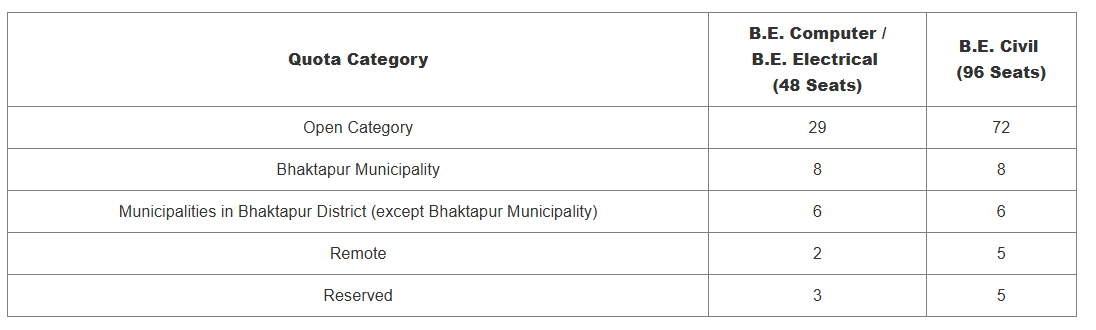 Quota Category
B.E. Computer /
B.E. Electrical
(48 Seats)
B.E. Civil
(96 Seats)
Open Category 29 72
Bhaktapur Municipality 8 8
Municipalities in Bhaktapur District (except Bhaktapur Municipality) 6 6
Remote 2 5
Reserved 3 5